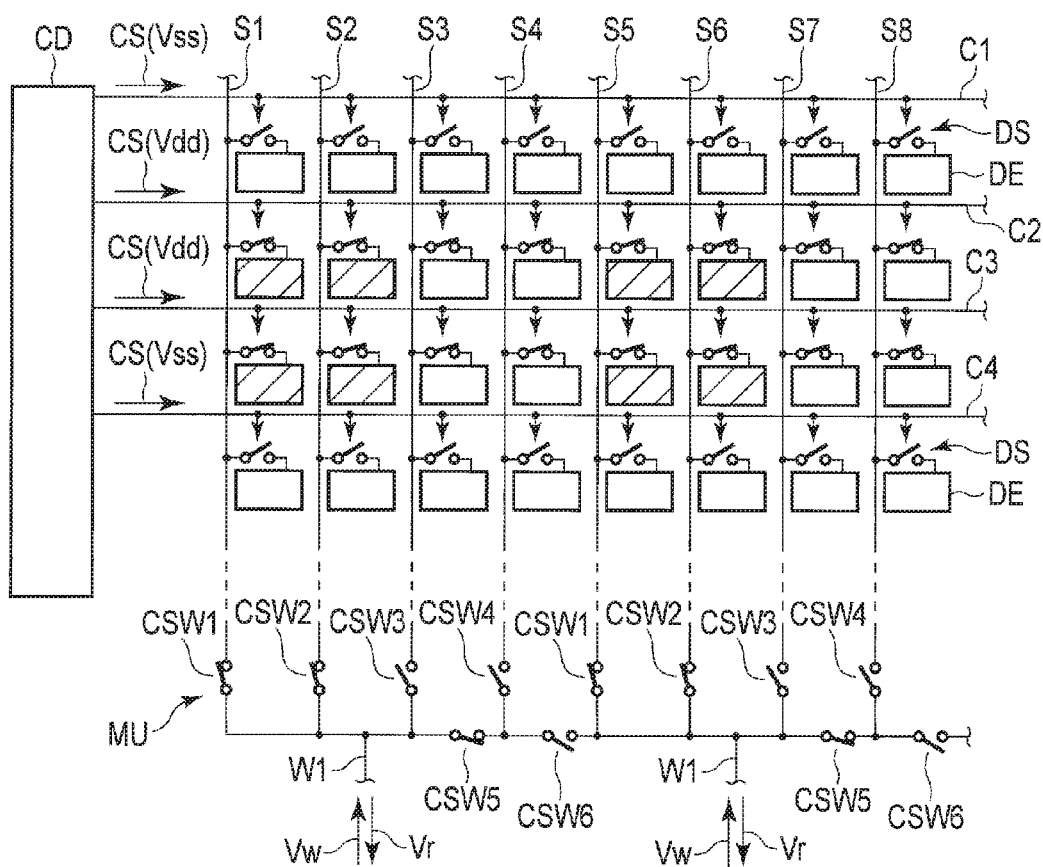 CD CS(Vss) S1 S2 S3 S4 S5 S6 S7 S8
C1
CS(Vdd) DS
DE
CS(Vdd) C2
C3
CS(Vss)
C4
DS
DE
CSW1 CSW2 CSW3 CSW4 CSW1 CSW2 CSW3 CSW4
MU
W1 CSW5 CSW6 W1 CSW5 CSW6
Vw Vr Vw Vr